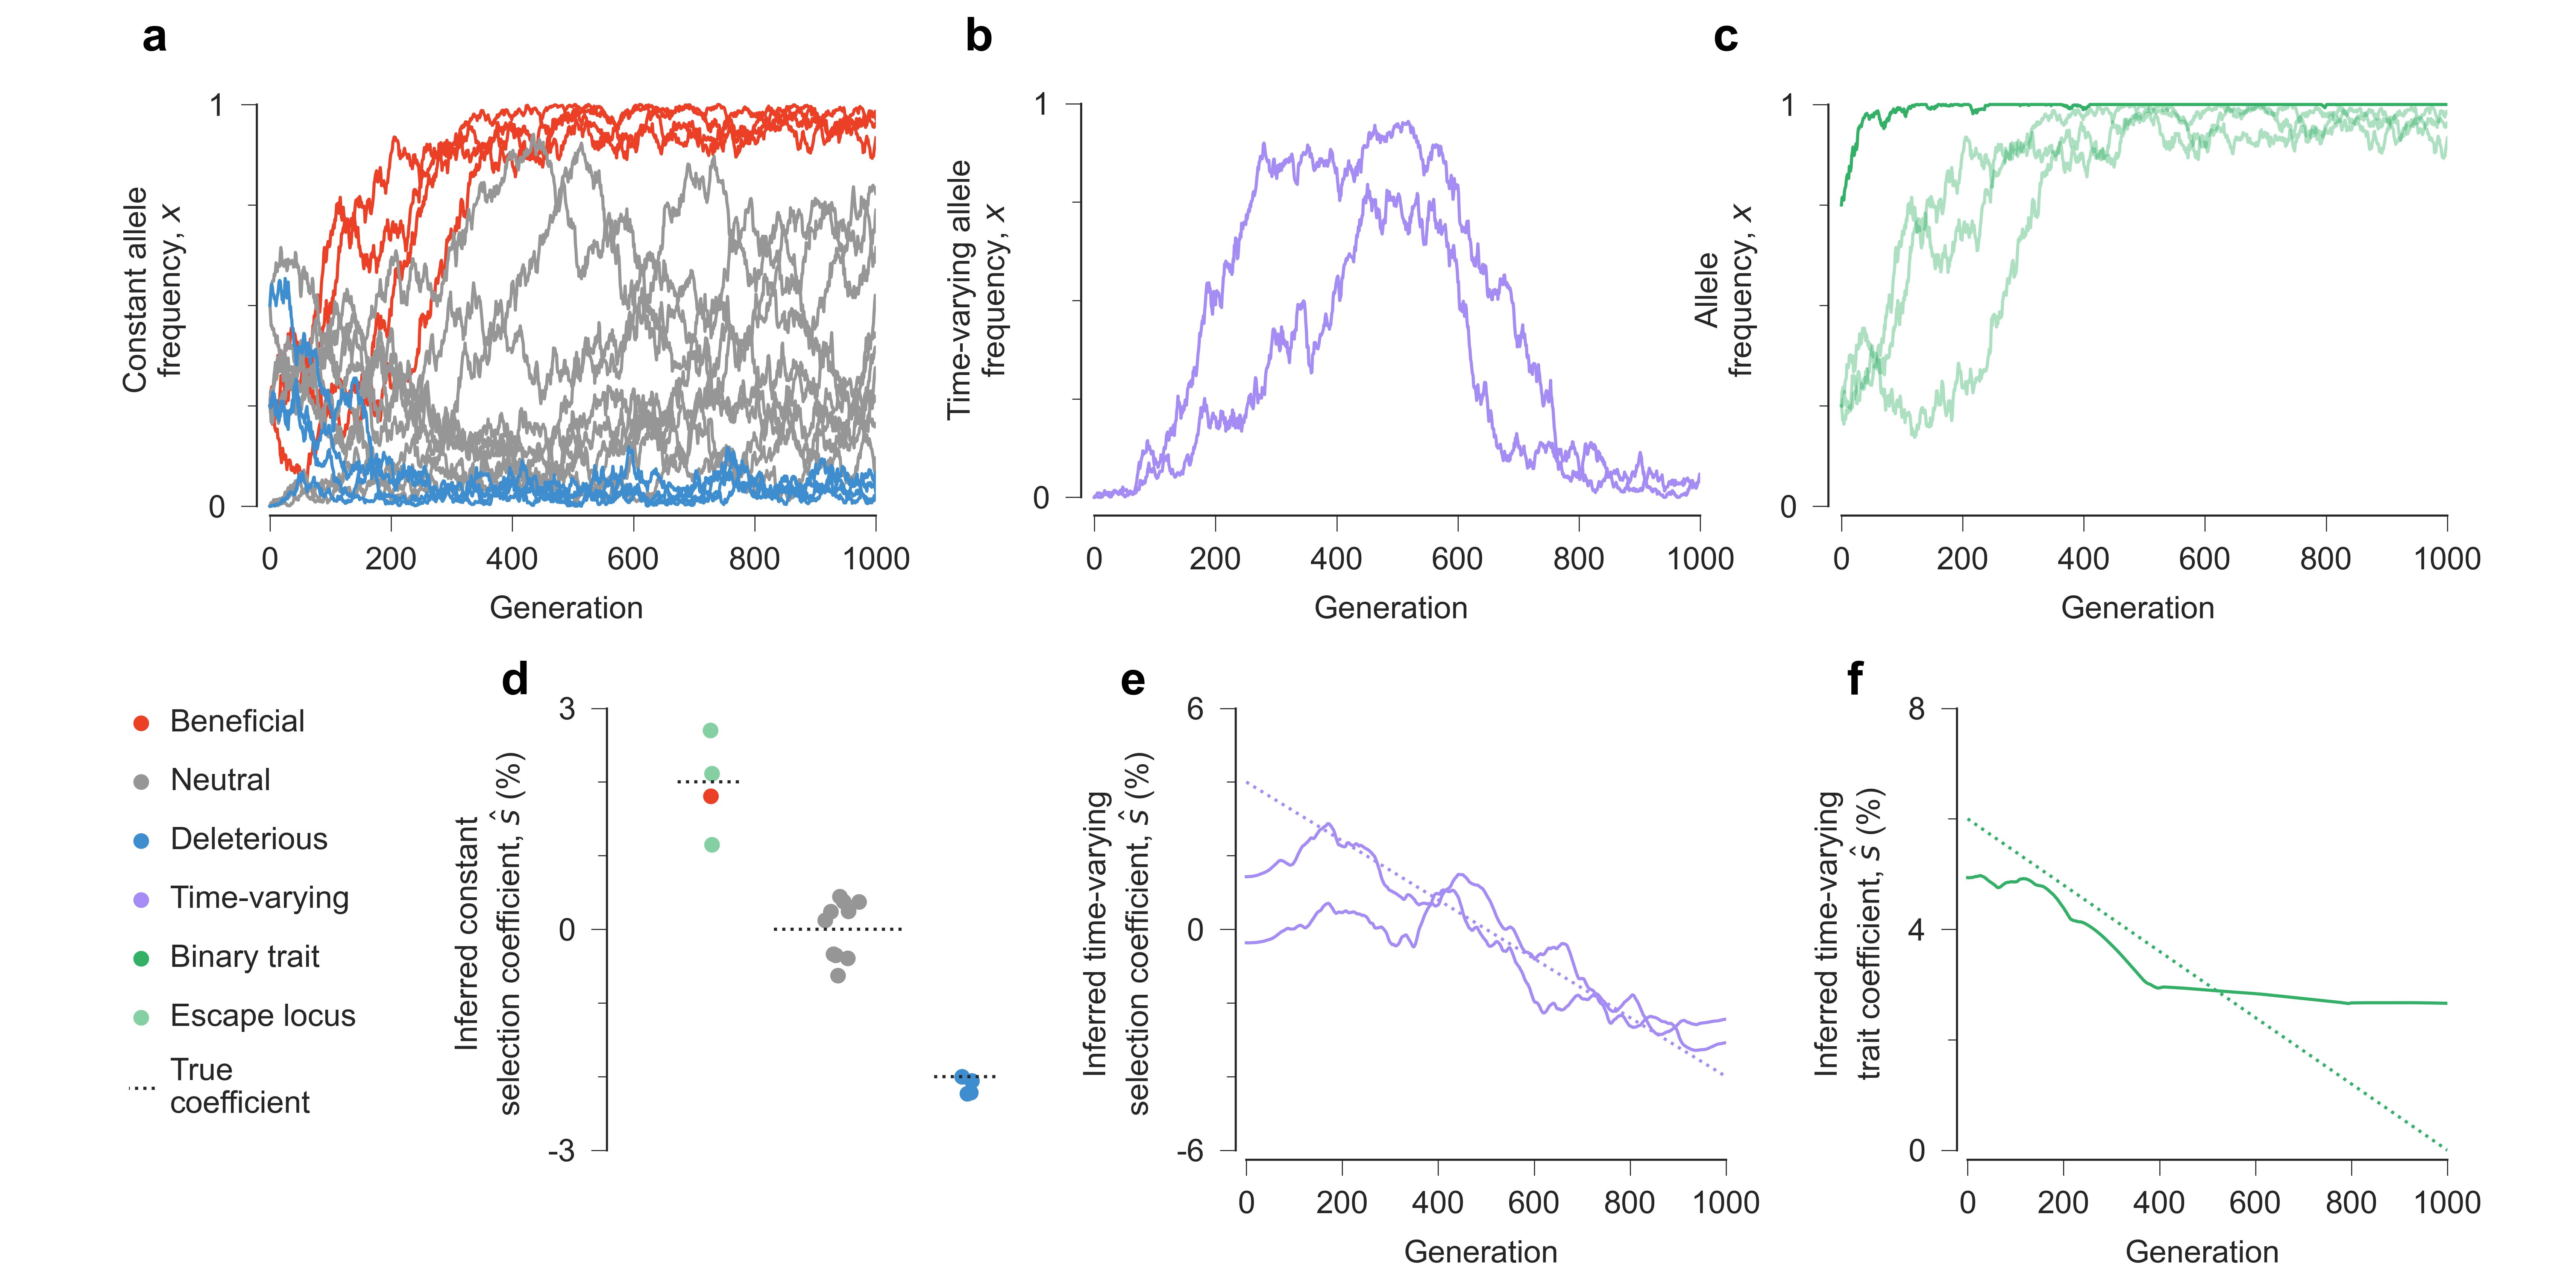 a
Constant allele
frequency, x
1
0
0 200 400 600 800 1000
Generation
b
Time-varying allele
frequency, x
1
0
0 200 400 600 800 1000
Generation
c
Allele
frequency, x
1
0
0 200 400 600 800 1000
Generation
Beneficial
Neutral
Deleterious
Time-varying
Binary trait
Escape locus
True
coefficient
d
Inferred constant
selection coefficient, ŝ (%)
3
0
-3
e
Inferred time-varying
selection coefficient, ŝ (%)
6
0
-6
0 200 400 600 800 1000
Generation
f
Inferred time-varying
trait coefficient, ŝ (%)
8
4
0
0 200 400 600 800 1000
Generation